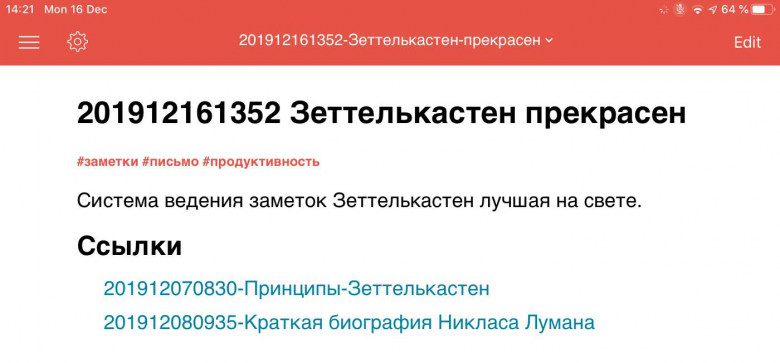 14:21 Mon 16 Dec 64 %
201912161352-Зеттелькастен-прекрасен Edit
201912161352 Зеттелькастен прекрасен
#заметки #письмо #продуктивность
Система ведения заметок Зеттелькастен лучшая на свете.
Ссылки
201912070830-Принципы-Зеттелькастен
201912080935-Краткая биография Никласа Лумана